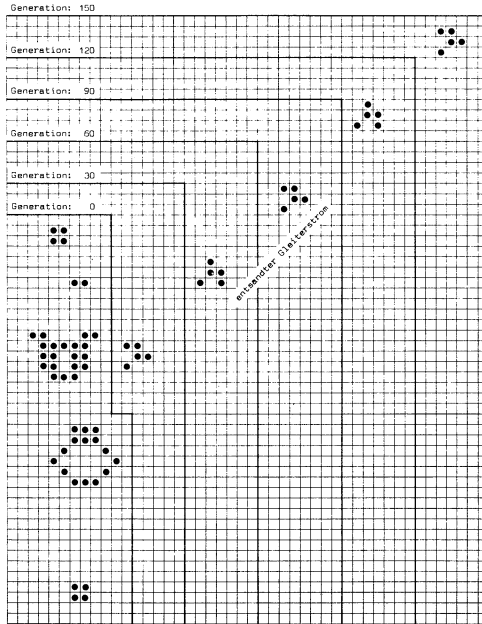 Generation: 150
Generation: 120
Generation: 90
Generation: 60
Generation: 30
Generation: 0
entsandter Gleiterstrom